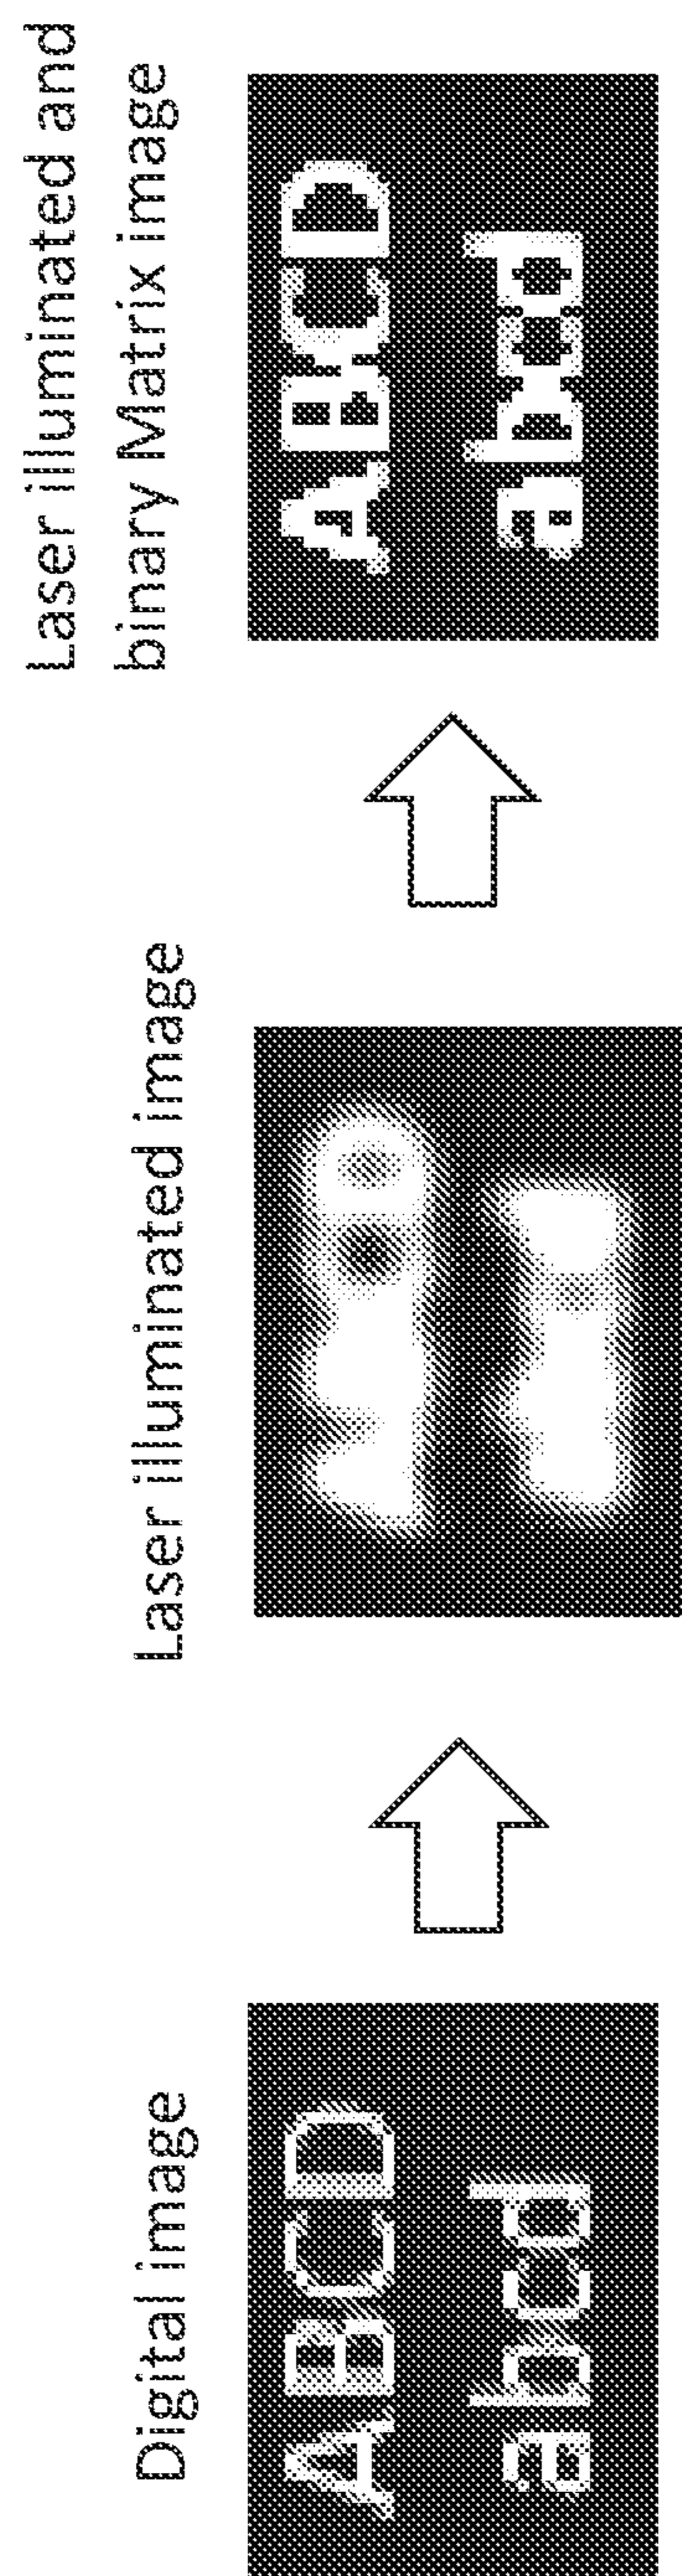 Digital image
ABCD
abcd
Laser illuminated image
Laser illuminated and
binary Matrix image
ABCD
abcd